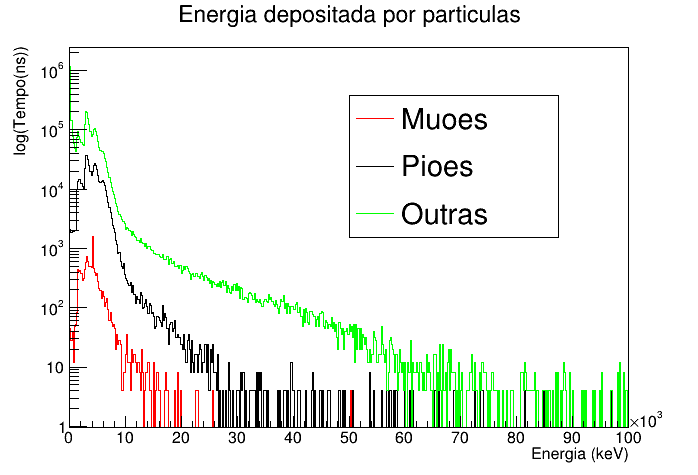 Energia depositada por particulas
log(Tempo(ns))
10^6
10^5
10^4
10^3
10^2
10
1
Muoes
Pioes
Outras
0 10 20 30 40 50 60 70 80 90 100
×10^3
Energia (keV)